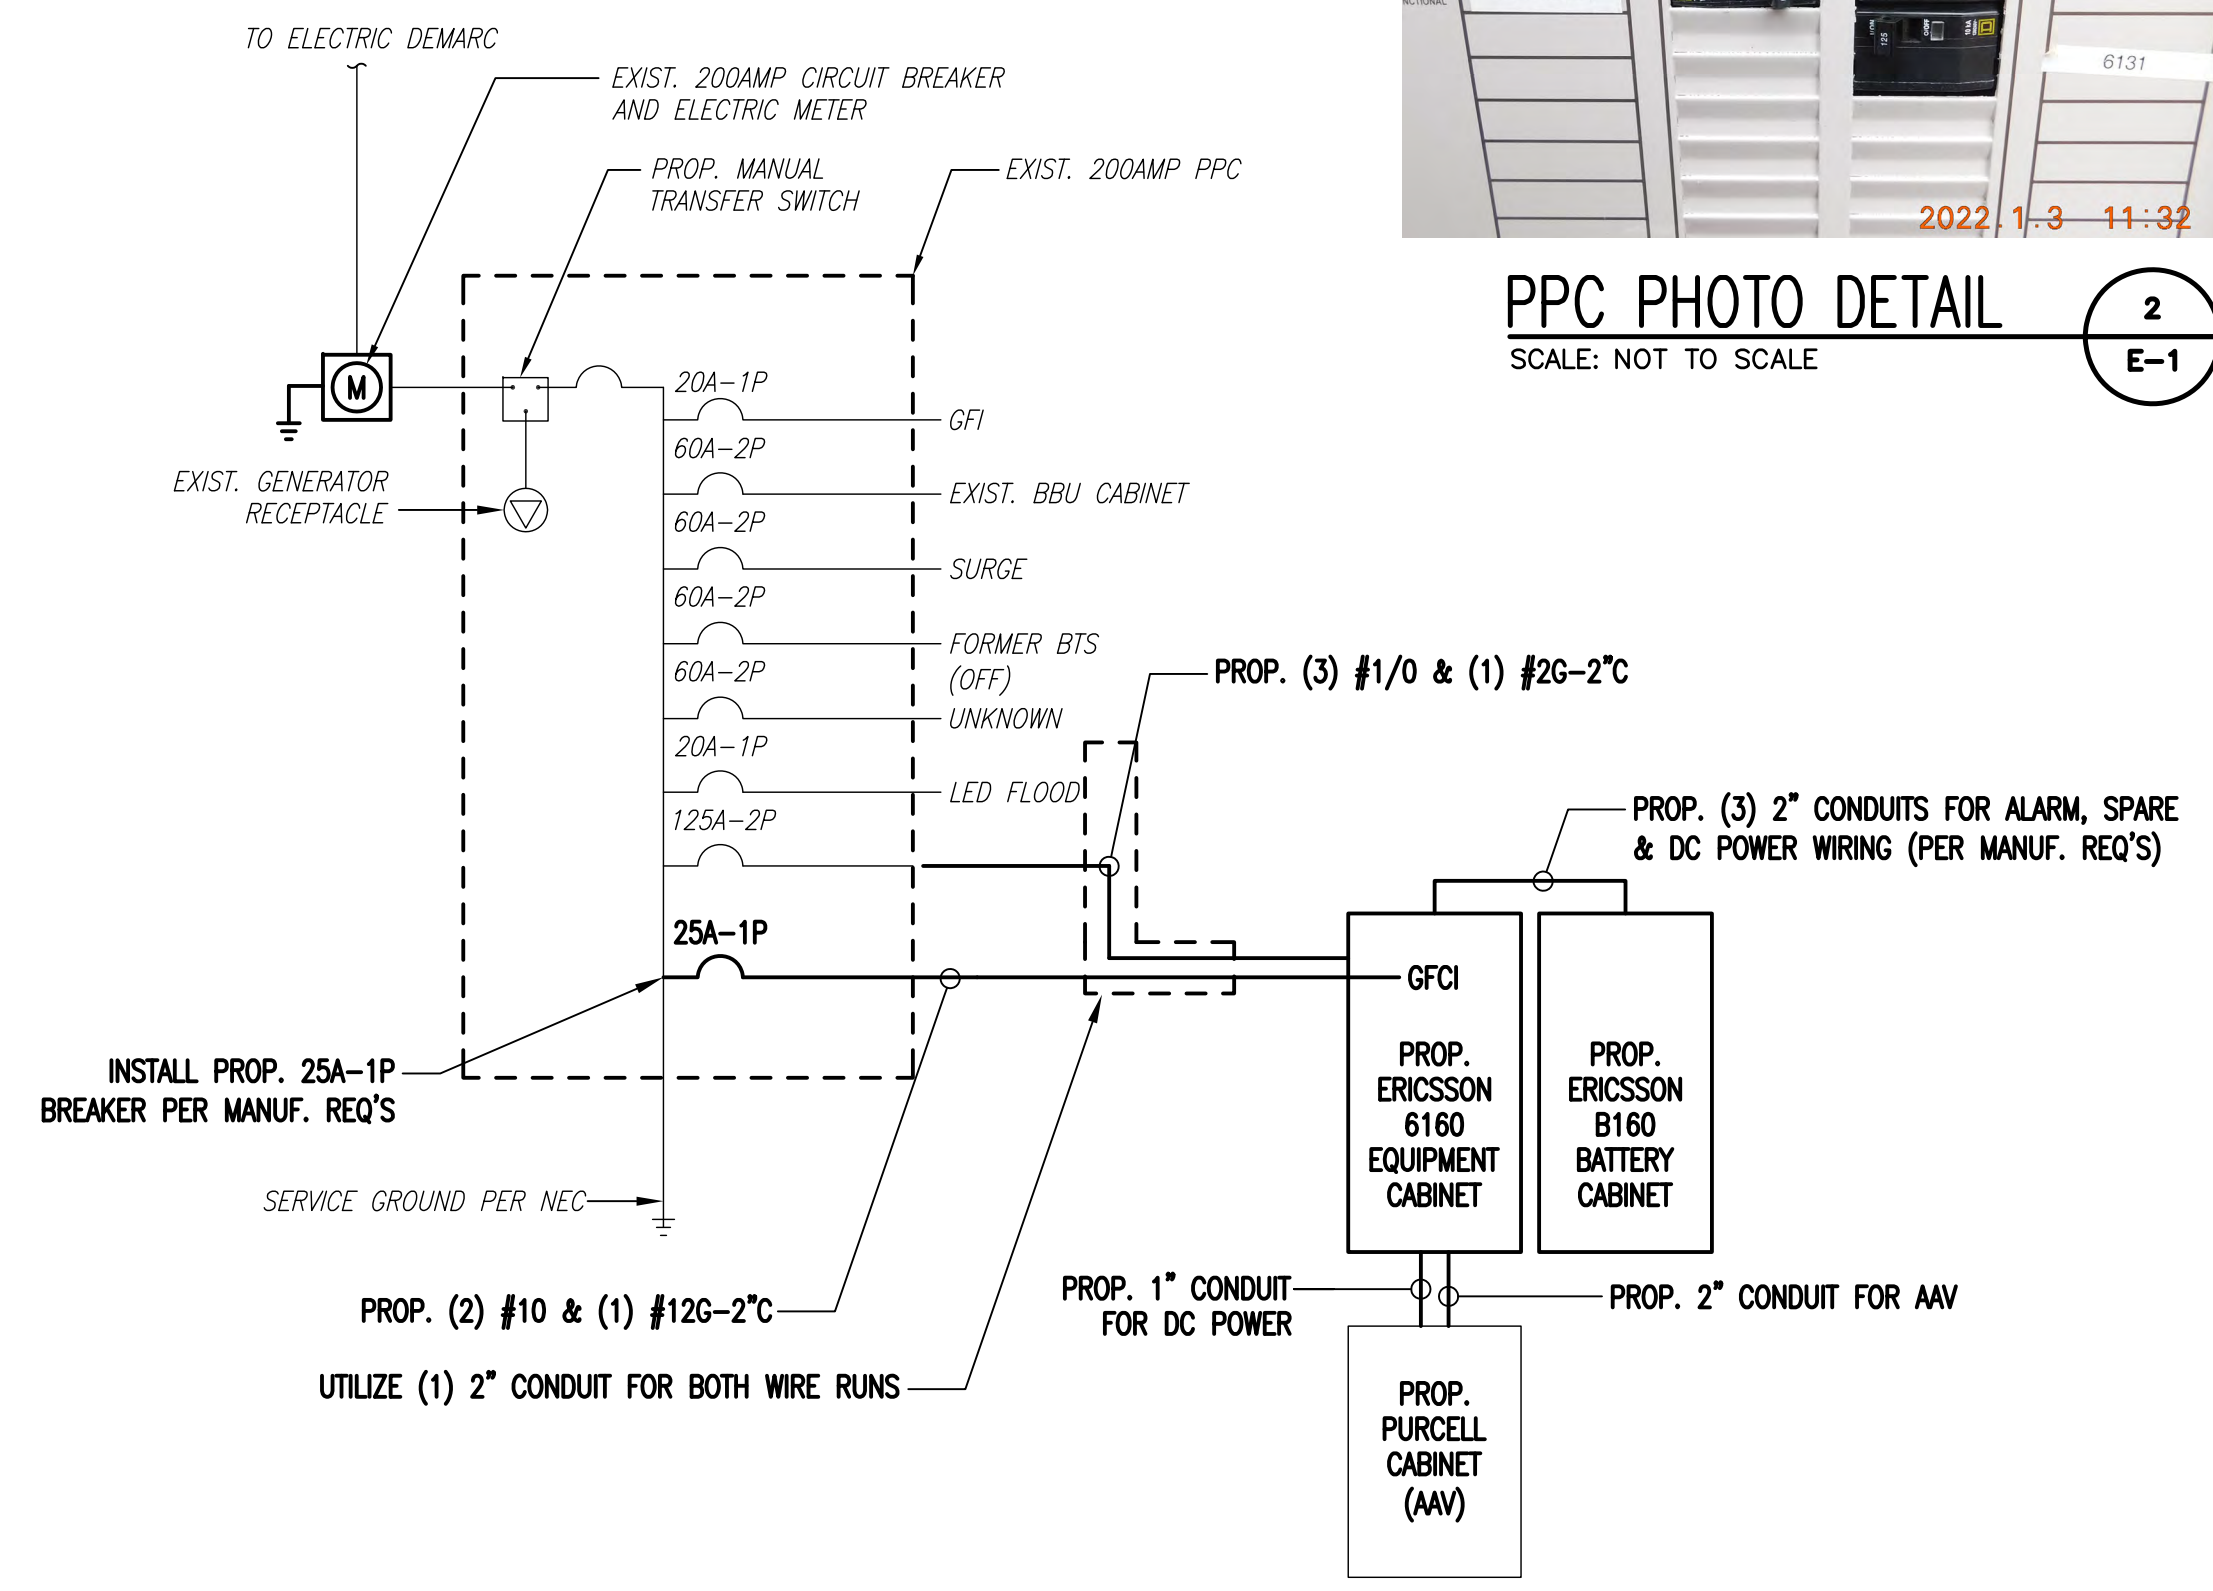 TO ELECTRIC DEMARC
EXIST. 200AMP CIRCUIT BREAKER
AND ELECTRIC METER
PROP. MANUAL
TRANSFER SWITCH
EXIST. 200AMP PPC
CTIONAL
125
ON
O/OFF
10 kA
6131
2022. 1. 3 11:32
PPC PHOTO DETAIL
SCALE: NOT TO SCALE
2
E-1
M
EXIST. GENERATOR
RECEPTACLE
20A-1P
GFI
60A-2P
EXIST. BBU CABINET
60A-2P
SURGE
60A-2P
FORMER BTS
(OFF)
60A-2P
UNKNOWN
20A-1P
LED FLOOD
125A-2P
25A-1P
PROP. (3) #1/0 & (1) #2G-2"C
PROP. (3) 2" CONDUITS FOR ALARM, SPARE
& DC POWER WIRING (PER MANUF. REQ'S)
GFCI
PROP.
ERICSSON
6160
EQUIPMENT
CABINET
PROP.
ERICSSON
B160
BATTERY
CABINET
INSTALL PROP. 25A-1P
BREAKER PER MANUF. REQ'S
SERVICE GROUND PER NEC
PROP. (2) #10 & (1) #12G-2"C
UTILIZE (1) 2" CONDUIT FOR BOTH WIRE RUNS
PROP. 1" CONDUIT
FOR DC POWER
PROP. 2" CONDUIT FOR AAV
PROP.
PURCELL
CABINET
(AAV)